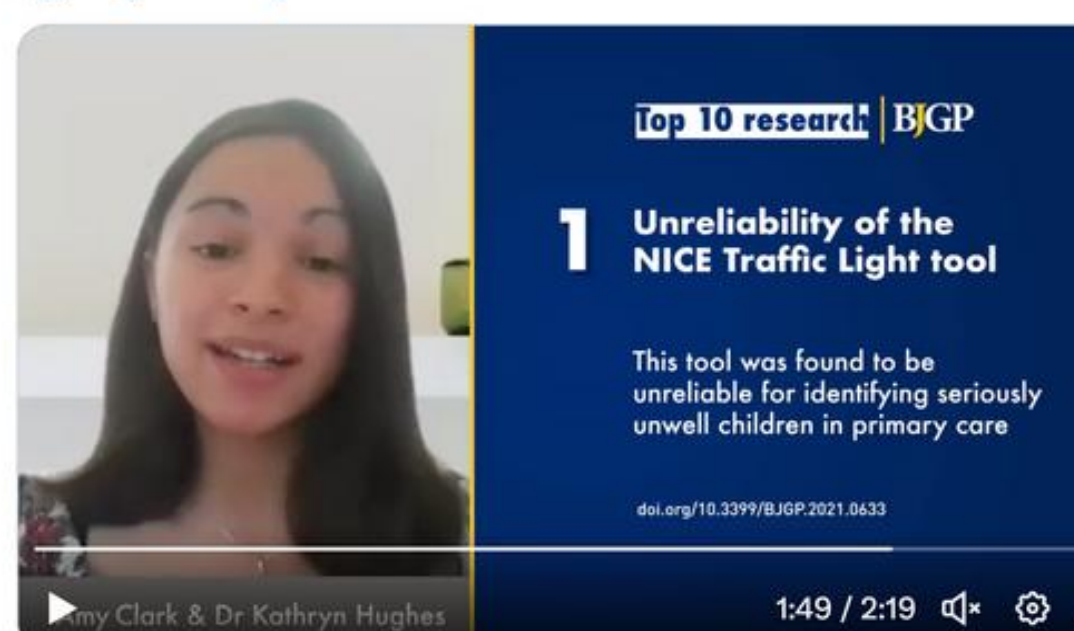 Top 10 research | BJGP
1 Unreliability of the
NICE Traffic Light tool
This tool was found to be
unreliable for identifying seriously
unwell children in primary care
doi.org/10.3399/BJGP.2021.0633
Amy Clark & Dr Kathryn Hughes
1:49 / 2:19